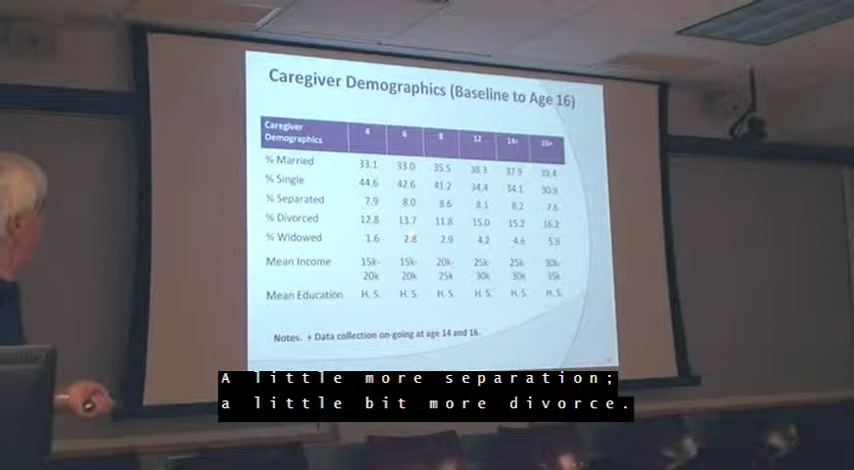 Caregiver Demographics (Baseline to Age 16)
Caregiver Demographics 4 6 8 12 14+ 16+
% Married 33.1 33.0 35.5 38.3 37.9 39.4
% Single 44.6 42.6 41.2 34.4 34.1 30.9
% Separated 7.9 8.0 8.6 8.1 8.2 7.6
% Divorced 12.8 13.7 11.8 15.0 15.2 16.2
% Widowed 1.6 2.8 2.9 4.2 4.6 5.9
Mean Income 15k- 15k- 20k- 25k- 25k- 30k-
20k 20k 25k 30k 30k 35k
Mean Education H. S. H. S. H. S. H. S. H. S. H. S.
Notes. + Data collection on-going at age 14 and 16.
A little more separation;
a little bit more divorce.